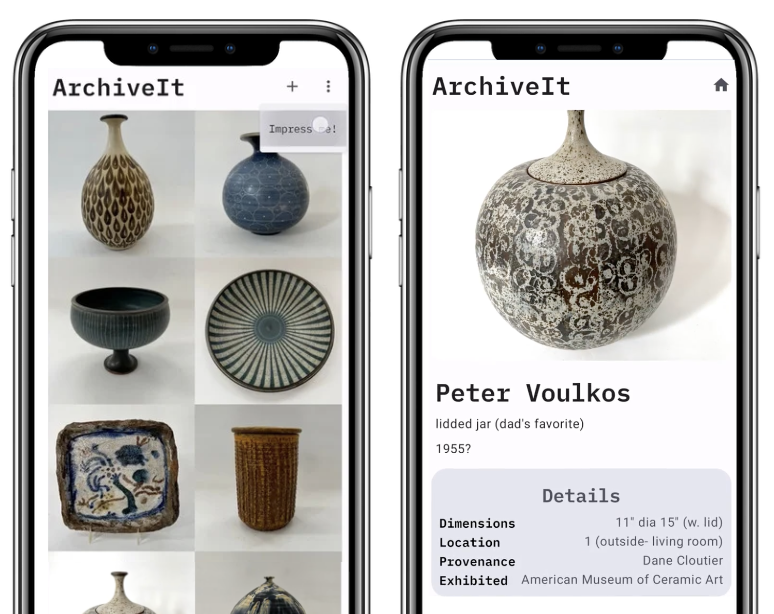 ArchiveIt
Impress me!
ArchiveIt
Peter Voulkos
lidded jar (dad's favorite)
1955?
Details
Dimensions 11" dia 15" (w. lid)
Location 1 (outside- living room)
Provenance Dane Cloutier
Exhibited American Museum of Ceramic Art